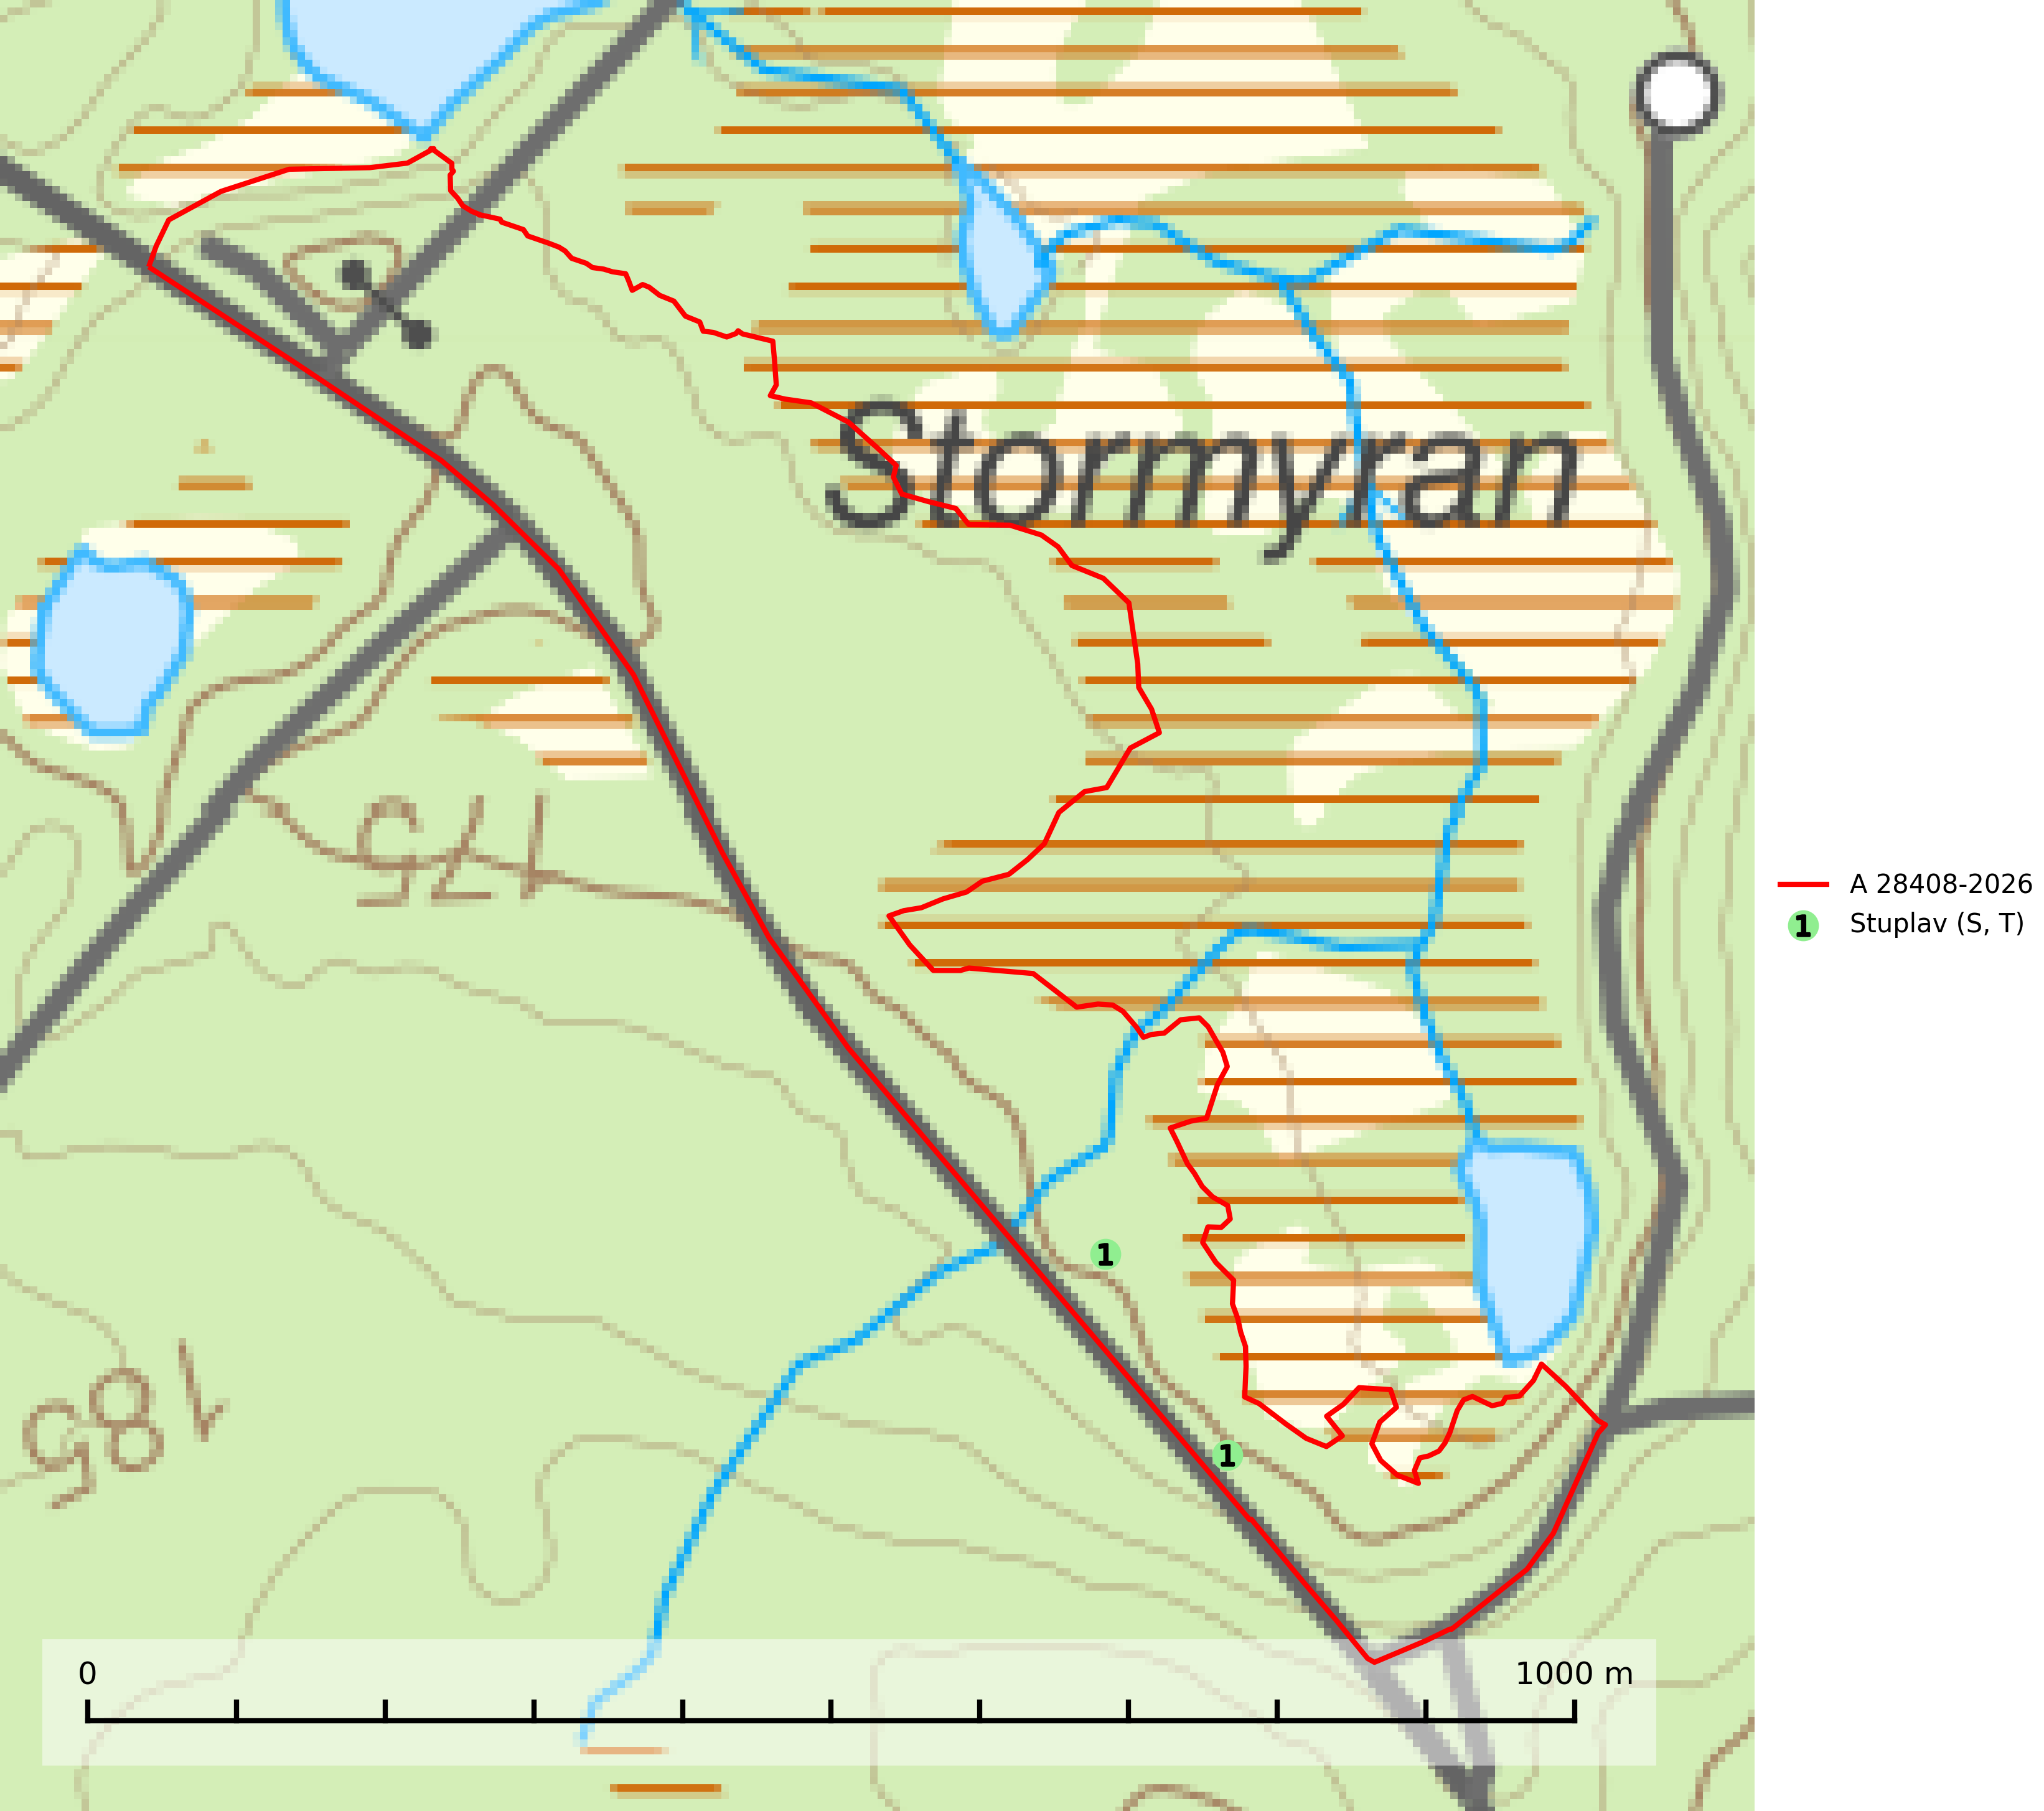 Stormyran
175
185
1
1
0
1000 m
A 28408-2026
1 Stuplav (S, T)